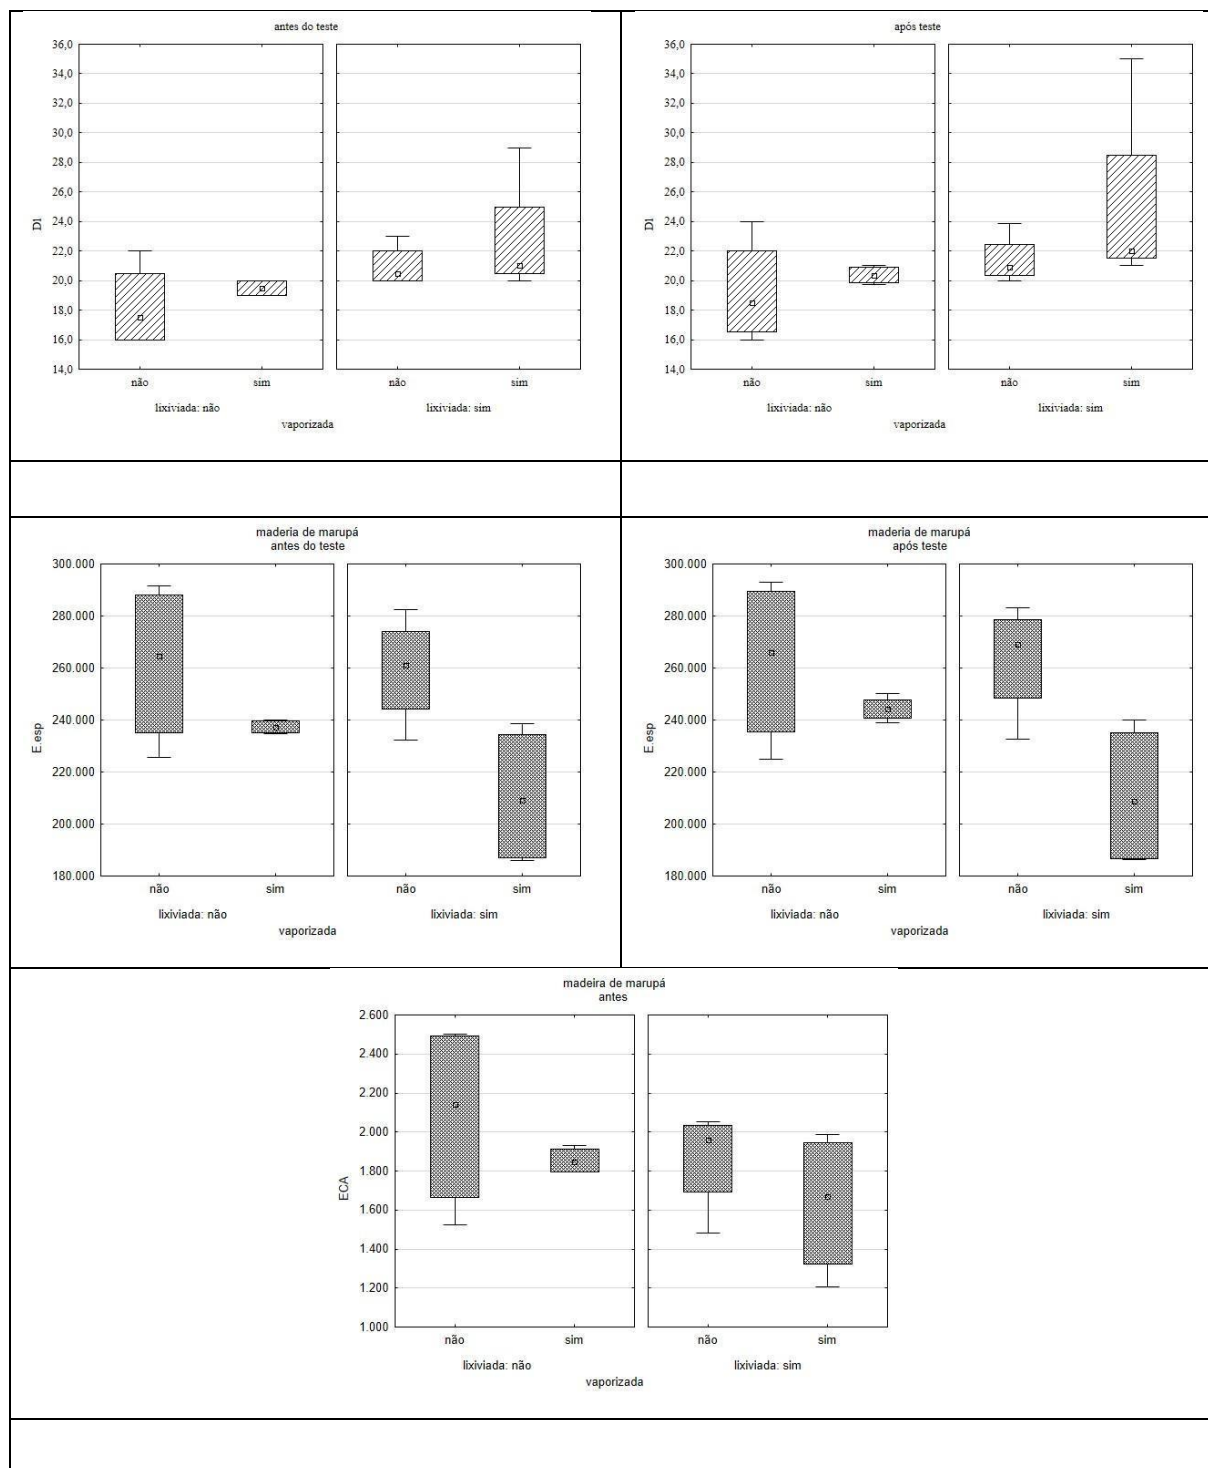 antes do teste
36,0
34,0
32,0
30,0
28,0
26,0
24,0
22,0
20,0
18,0
16,0
14,0
D1
não
sim
não
sim
lixiviada: não
lixiviada: sim
vaporizada
após teste
36,0
34,0
32,0
30,0
28,0
26,0
24,0
22,0
20,0
18,0
16,0
14,0
D1
não
sim
não
sim
lixiviada: não
lixiviada: sim
vaporizada
maderia de marupá
antes do teste
300.000
280.000
260.000
240.000
220.000
200.000
180.000
E.esp
não
sim
não
sim
lixiviada: não
lixiviada: sim
vaporizada
maderia de marupá
após teste
300.000
280.000
260.000
240.000
220.000
200.000
180.000
E.esp
não
sim
não
sim
lixiviada: não
lixiviada: sim
vaporizada
madeira de marupá
antes
2.600
2.400
2.200
2.000
1.800
1.600
1.400
1.200
1.000
ECA
não
sim
não
sim
lixiviada: não
lixiviada: sim
vaporizada